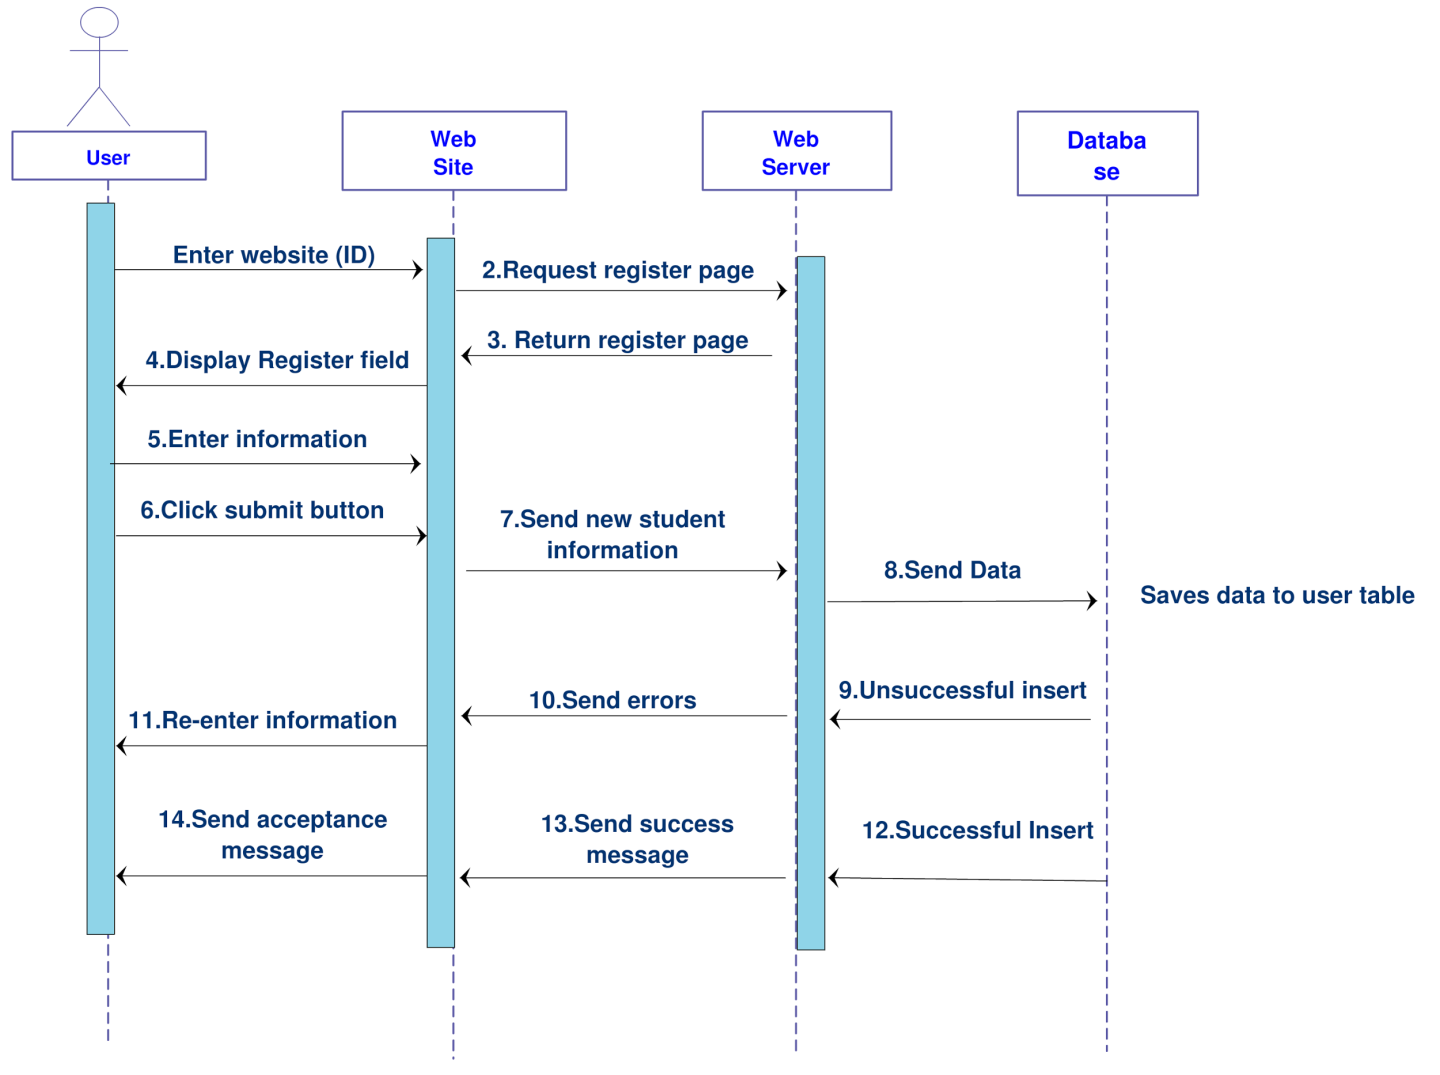 User
Web
Site
Web
Server
Databa
se
Enter website (ID)
2.Request register page
3. Return register page
4.Display Register field
5.Enter information
6.Click submit button
7.Send new student
information
8.Send Data
Saves data to user table
9.Unsuccessful insert
10.Send errors
11.Re-enter information
12.Successful Insert
13.Send success
message
14.Send acceptance
message